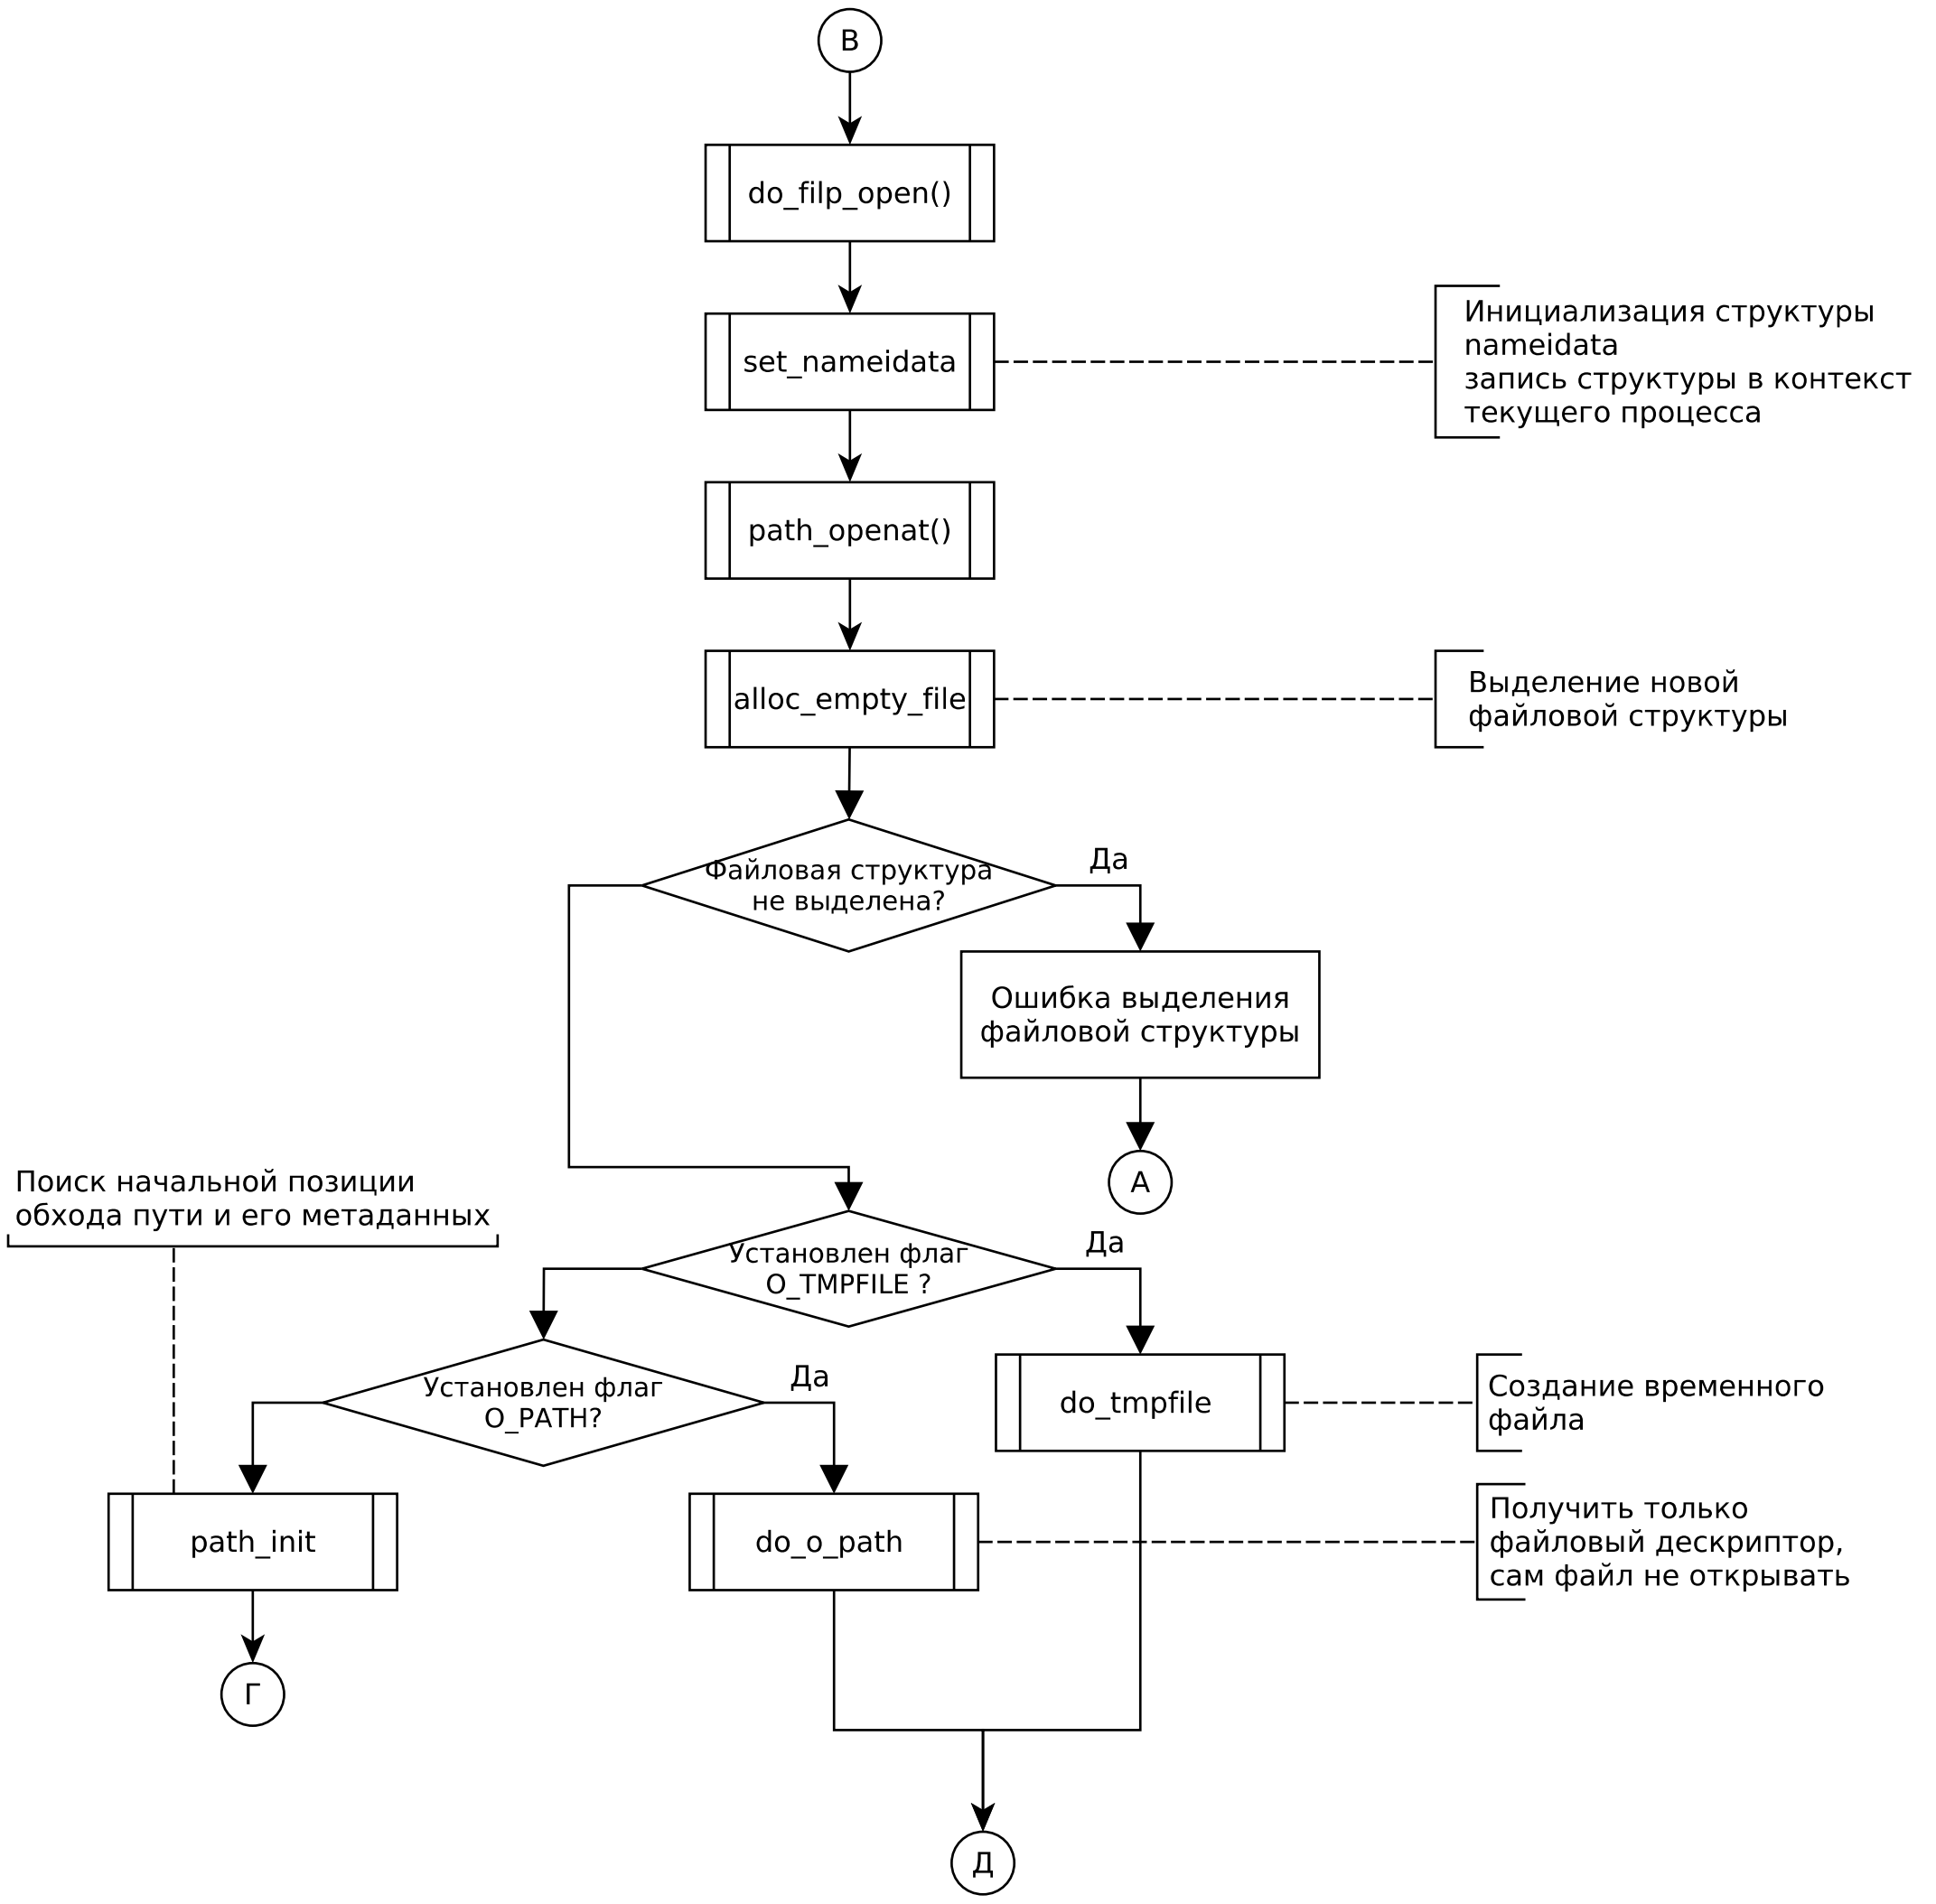 В
do_filp_open()
set_nameidata
Инициализация структуры
nameidata
запись структуры в контекст
текущего процесса
path_openat()
alloc_empty_file
Выделение новой
файловой структуры
Файловая структура
не выделена?
Да
Ошибка выделения
файловой структуры
А
Поиск начальной позиции
обхода пути и его метаданных
Установлен флаг
O_TMPFILE ?
Да
Установлен флаг
O_PATH?
Да
do_tmpfile
Создание временного
файла
path_init
do_o_path
Получить только
файловый дескриптор,
сам файл не открывать
Г
Д